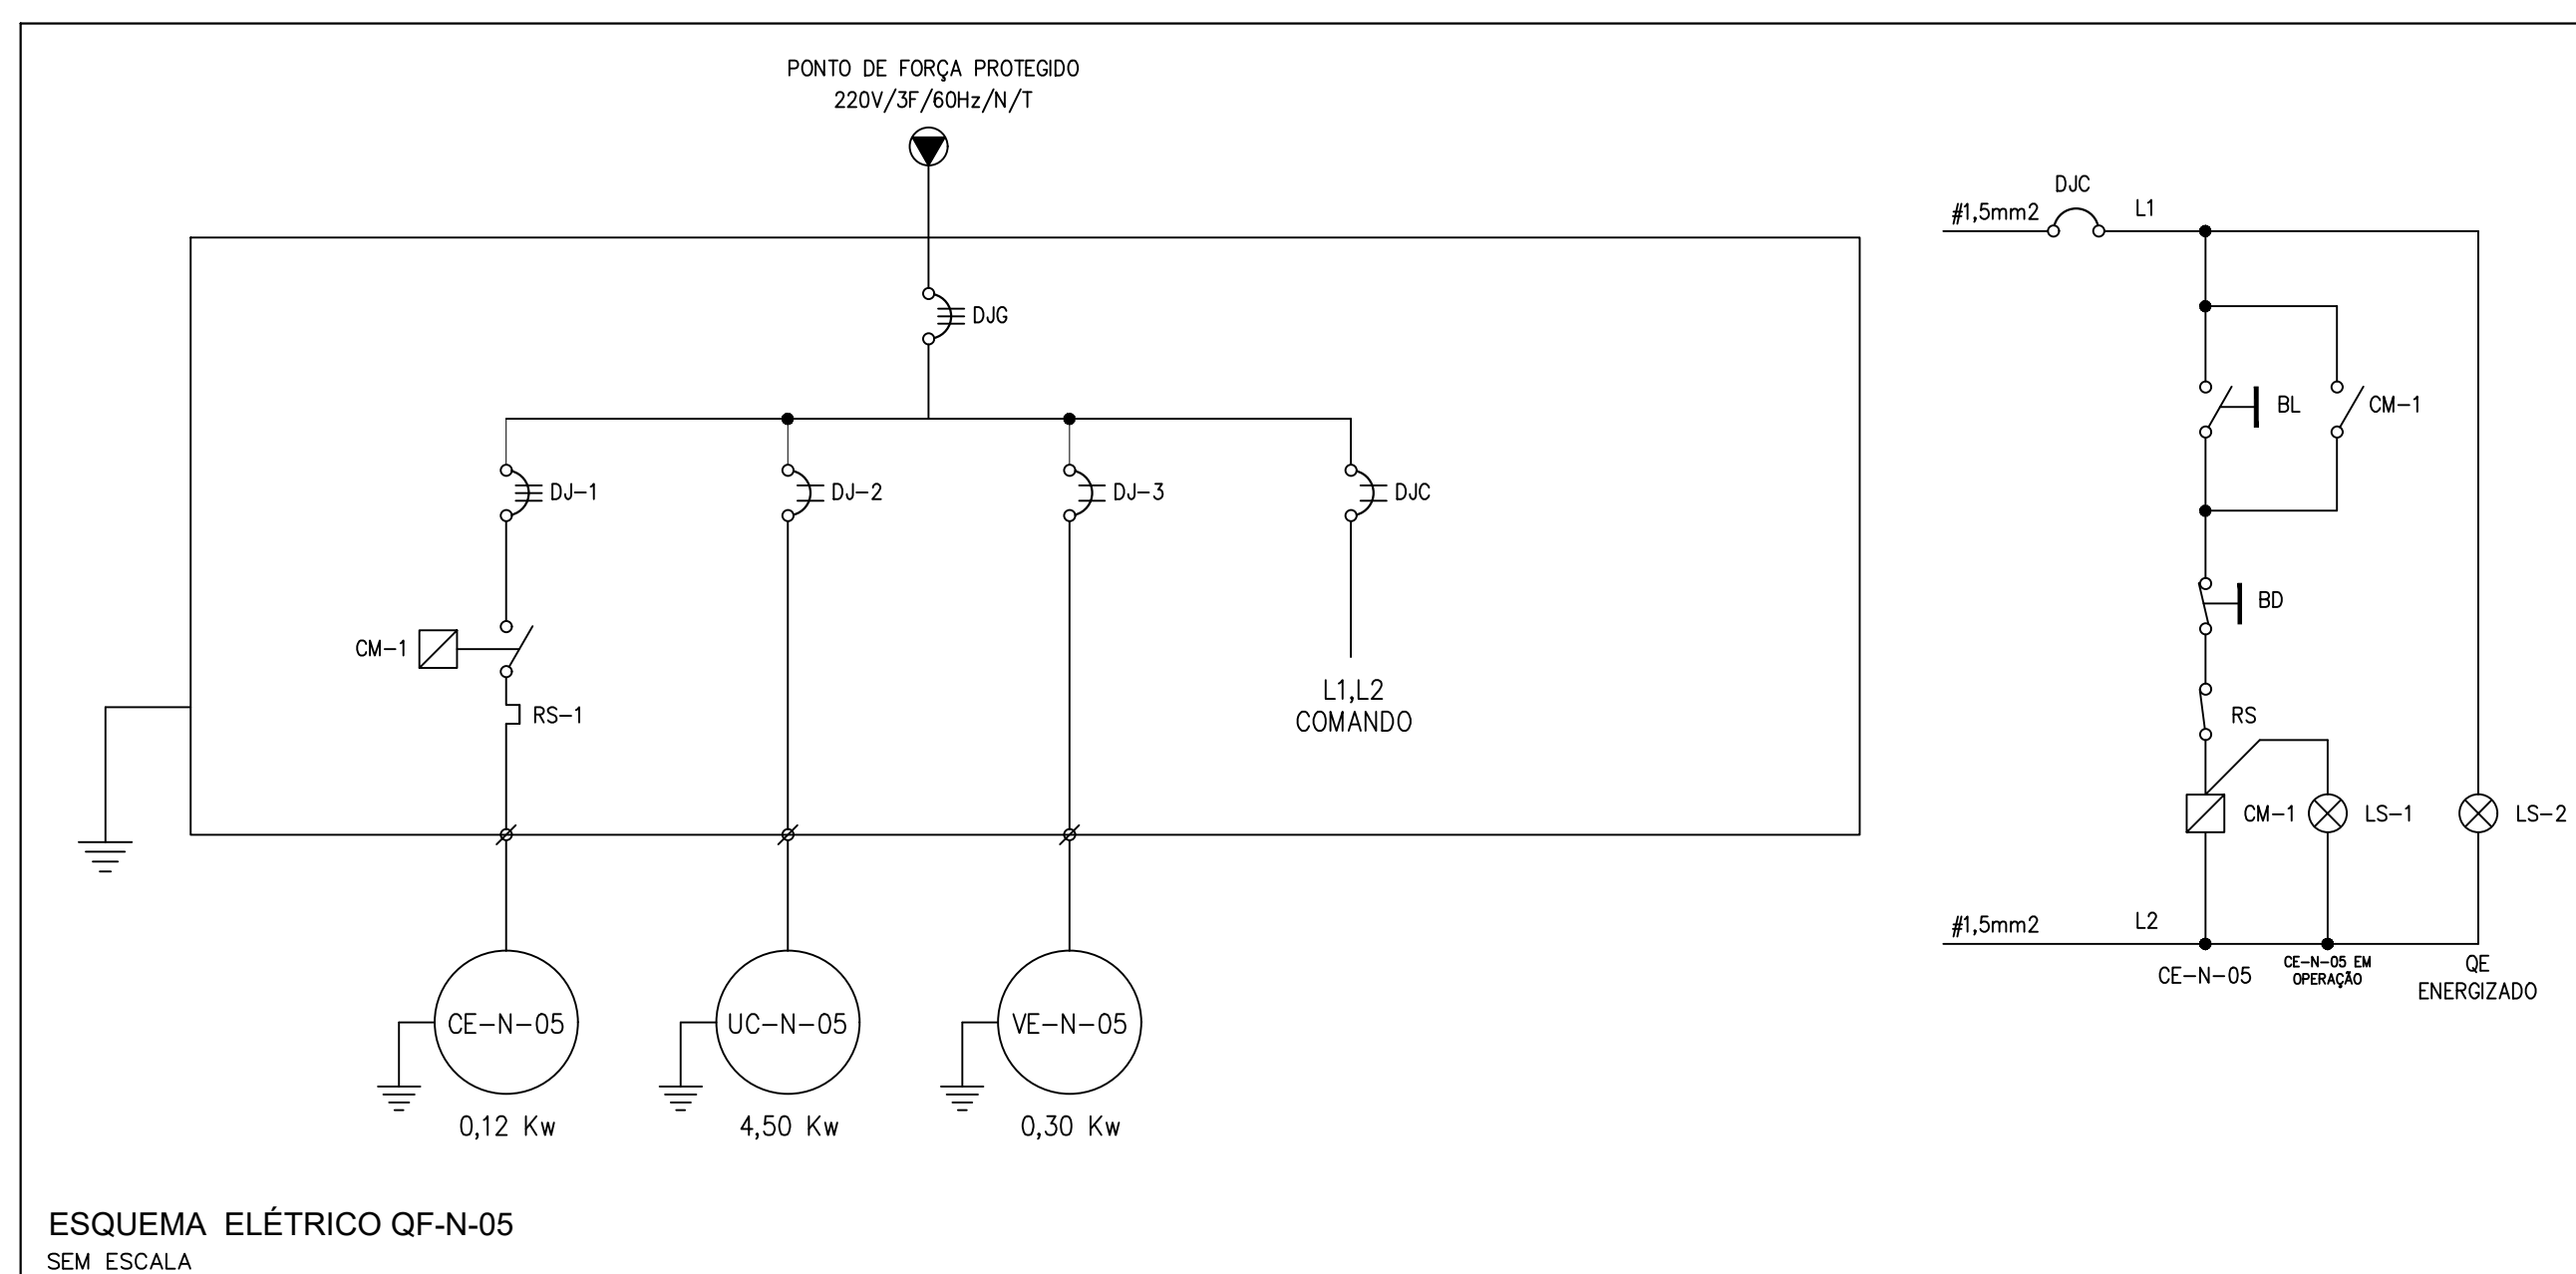 PONTO DE FORÇA PROTEGIDO
220V/3F/60Hz/N/T
DJG
DJ-1
DJ-2
DJ-3
DJC
CM-1
RS-1
L1,L2
COMANDO
CE-N-05
UC-N-05
VE-N-05
0,12 Kw
4,50 Kw
0,30 Kw
DJC
#1,5mm2
L1
BL
CM-1
BD
RS
CM-1
LS-1
LS-2
#1,5mm2
L2
CE-N-05
CE-N-05 EM
OPERAÇÃO
QE
ENERGIZADO
ESQUEMA ELÉTRICO QF-N-05
SEM ESCALA